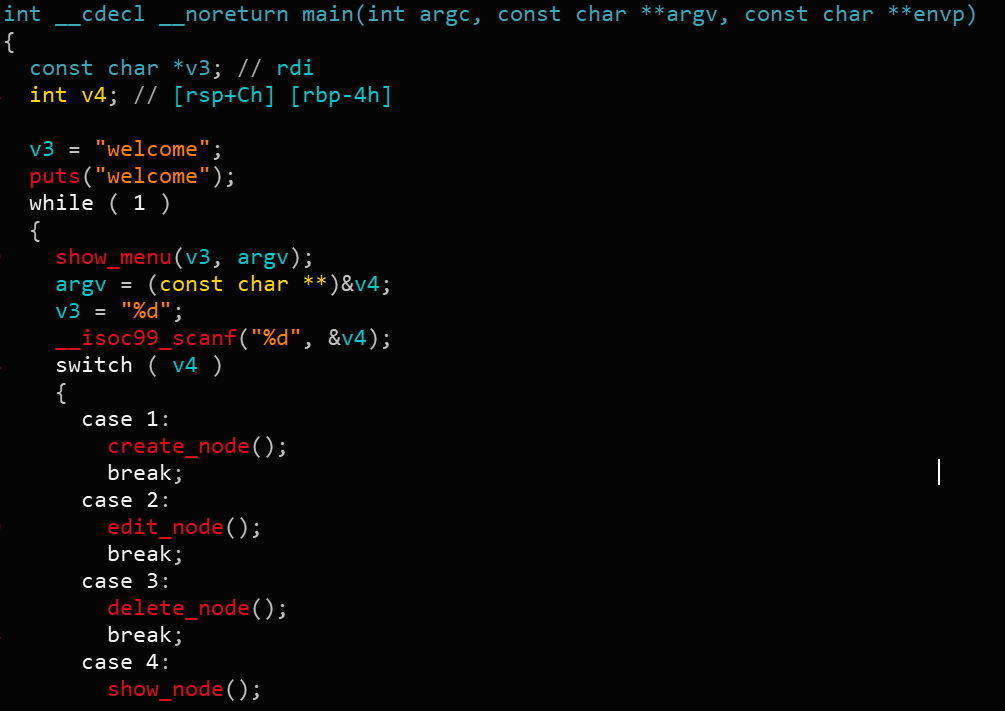 int __cdecl __noreturn main(int argc, const char **argv, const char **envp)
{
  const char *v3; // rdi
  int v4; // [rsp+Ch] [rbp-4h]

  v3 = "welcome";
  puts("welcome");
  while ( 1 )
  {
    show_menu(v3, argv);
    argv = (const char **)&v4;
    v3 = "%d";
    __isoc99_scanf("%d", &v4);
    switch ( v4 )
    {
      case 1:
        create_node();
        break;
      case 2:
        edit_node();
        break;
      case 3:
        delete_node();
        break;
      case 4:
        show_node();